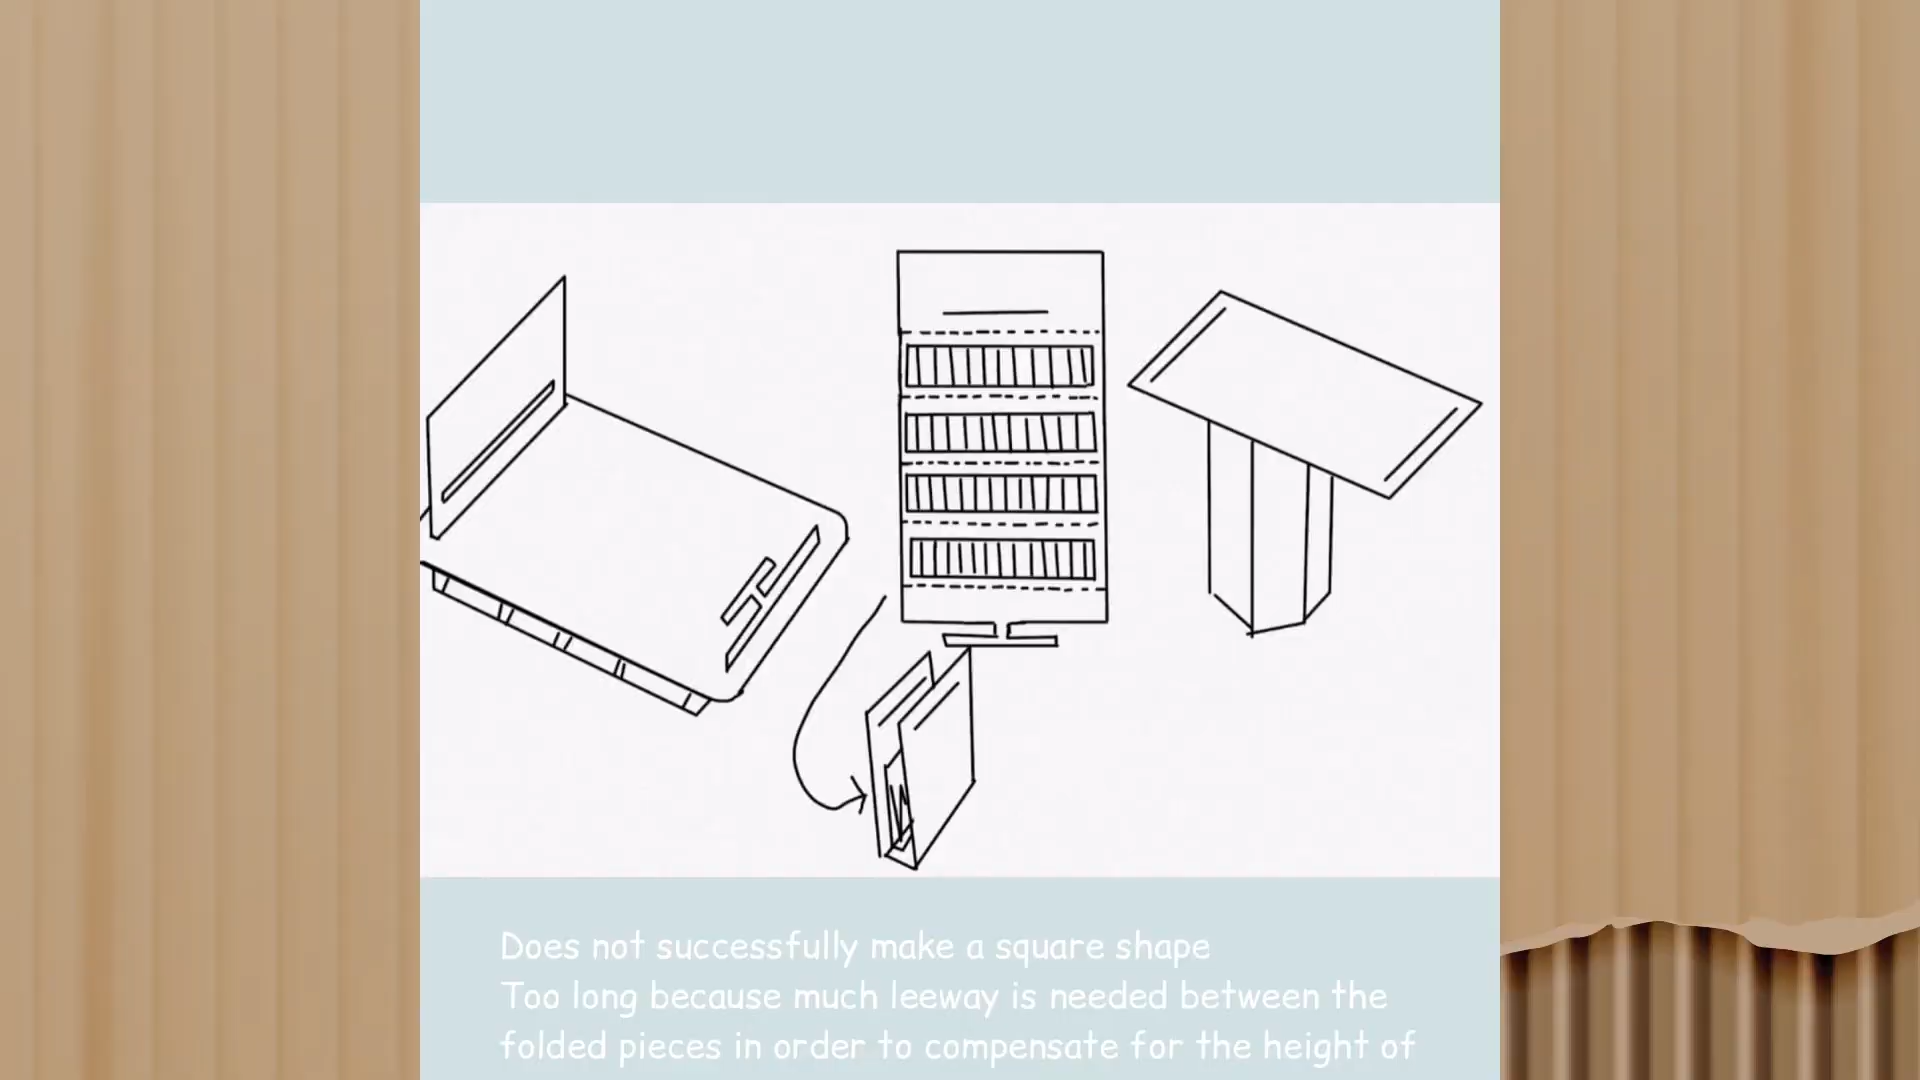 Does not successfully make a square shape
Too long because much leeway is needed between the
folded pieces in order to compensate for the height of